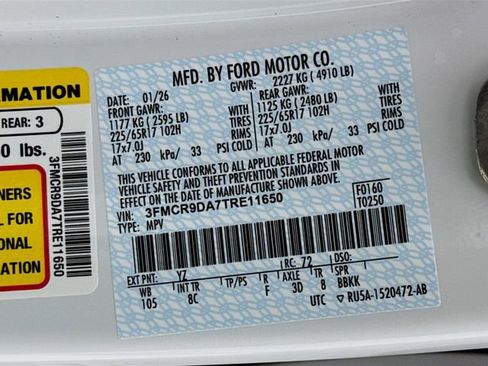 RMATION
REAR: 3
0 lbs.
NERS
L FOR
ONAL
ATION
3FMCR9DA7TRE11650
MFD. BY FORD MOTOR CO.
DATE: 01/26 GVWR: 2227 KG ( 4910 LB)
FRONT GAWR: REAR GAWR:
1177 KG ( 2595 LB) WITH 1125 KG ( 2480 LB) WITH
225/65R17 102H TIRES 225/65R17 102H TIRES
17x7.0J RIMS 17x7.0J RIMS
AT 230 kPa/ 33 PSI COLD AT 230 kPa/ 33 PSI COLD
THIS VEHICLE CONFORMS TO ALL APPLICABLE FEDERAL MOTOR
VEHICLE SAFETY AND THEFT PREVENTION STANDARDS IN
EFFECT ON THE DATE OF MANUFACTURE SHOWN ABOVE.
VIN: 3FMCR9DA7TRE11650 F0160
TYPE: MPV T0250
EXT PNT: YZ RC: 72 DSO:
WB INT TR TP/PS R AXLE TR SPR
105 8C F 3D 8 BBKK
UTC RU5A-1520472-AB